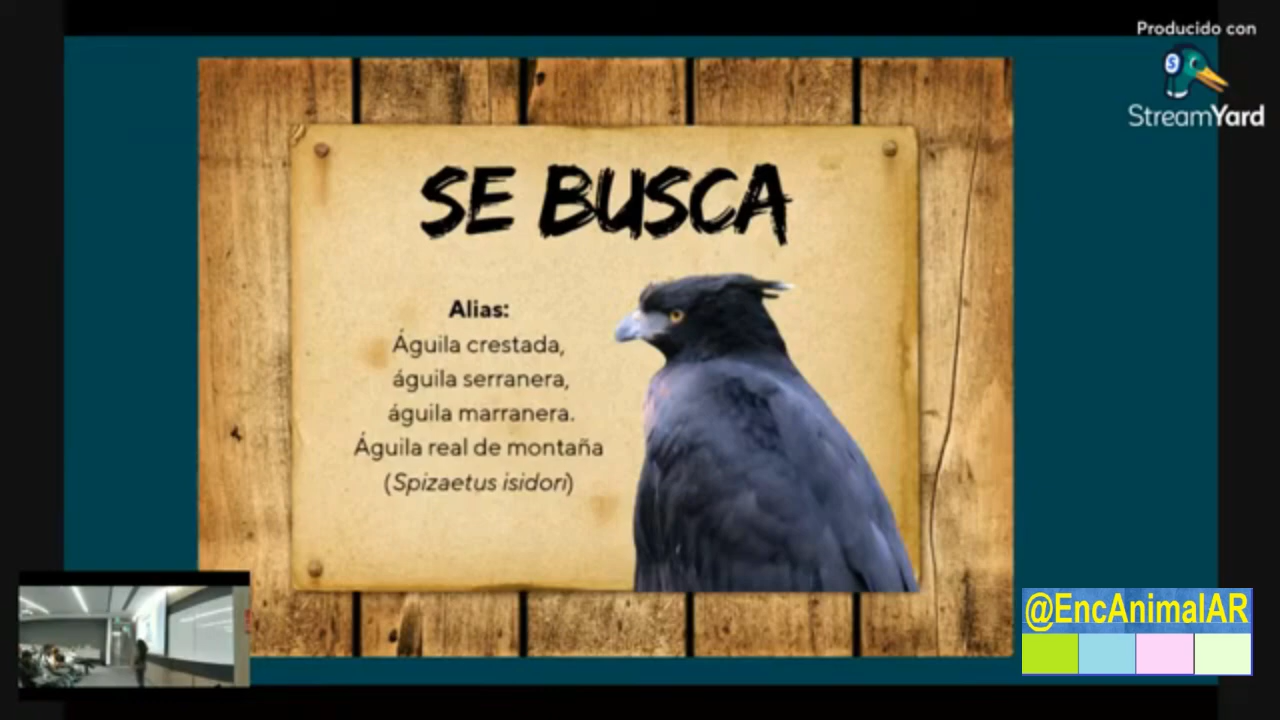 Producido con
StreamYard
SE BUSCA
Alias:
Águila crestada,
águila serranera,
águila marranera.
Águila real de montaña
(Spizaetus isidori)
@EncAnimalAR